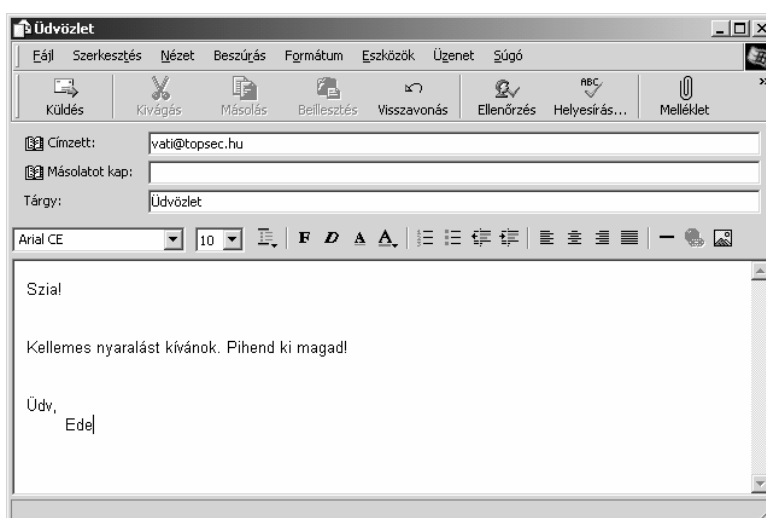 Üdvözlet
Fájl Szerkesztés Nézet Beszúrás Formátum Eszközök Üzenet Súgó
Küldés Kivágás Másolás Beillesztés Visszavonás Ellenőrzés Helyesírás... Melléklet »
Címzett: vati@topsec.hu
Másolatot kap:
Tárgy: Üdvözlet
Arial CE 10 F D A A
Szia!
Kellemes nyaralást kívánok. Pihend ki magad!
Üdv,
Ede